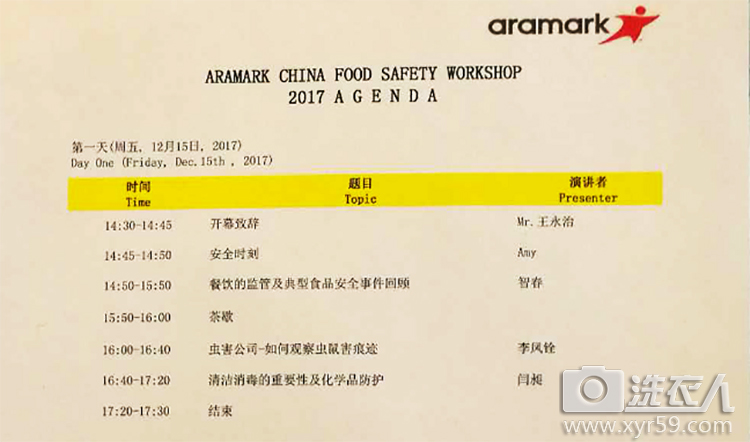 aramark
ARAMARK CHINA FOOD SAFETY WORKSHOP
2017 A G E N D A
第一天(周五, 12月15日, 2017)
Day One (Friday, Dec.15th , 2017)
时间 题目 演讲者
Time Topic Presenter
14:30-14:45 开幕致辞 Mr.王永治
14:45-14:50 安全时刻 Amy
14:50-15:50 餐饮的监管及典型食品安全事件回顾 智春
15:50-16:00 茶歇
16:00-16:40 虫害公司-如何观察虫鼠害痕迹 李凤铨
16:40-17:20 清洁消毒的重要性及化学品防护 闫昶
17:20-17:30 结束
洗衣人
www.xyr59.com